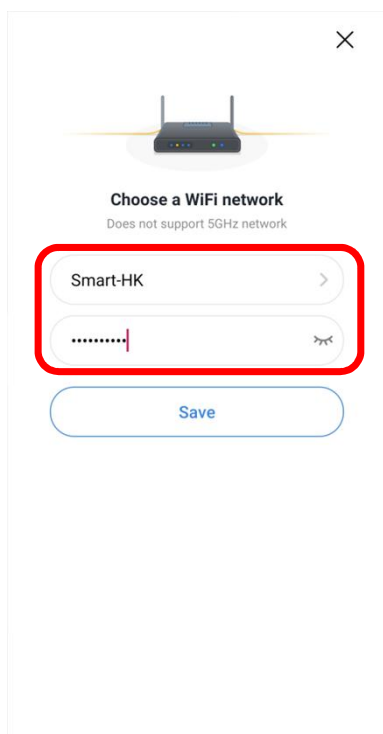 Choose a WiFi network
Does not support 5GHz network
Smart-HK
••••••••••
Save